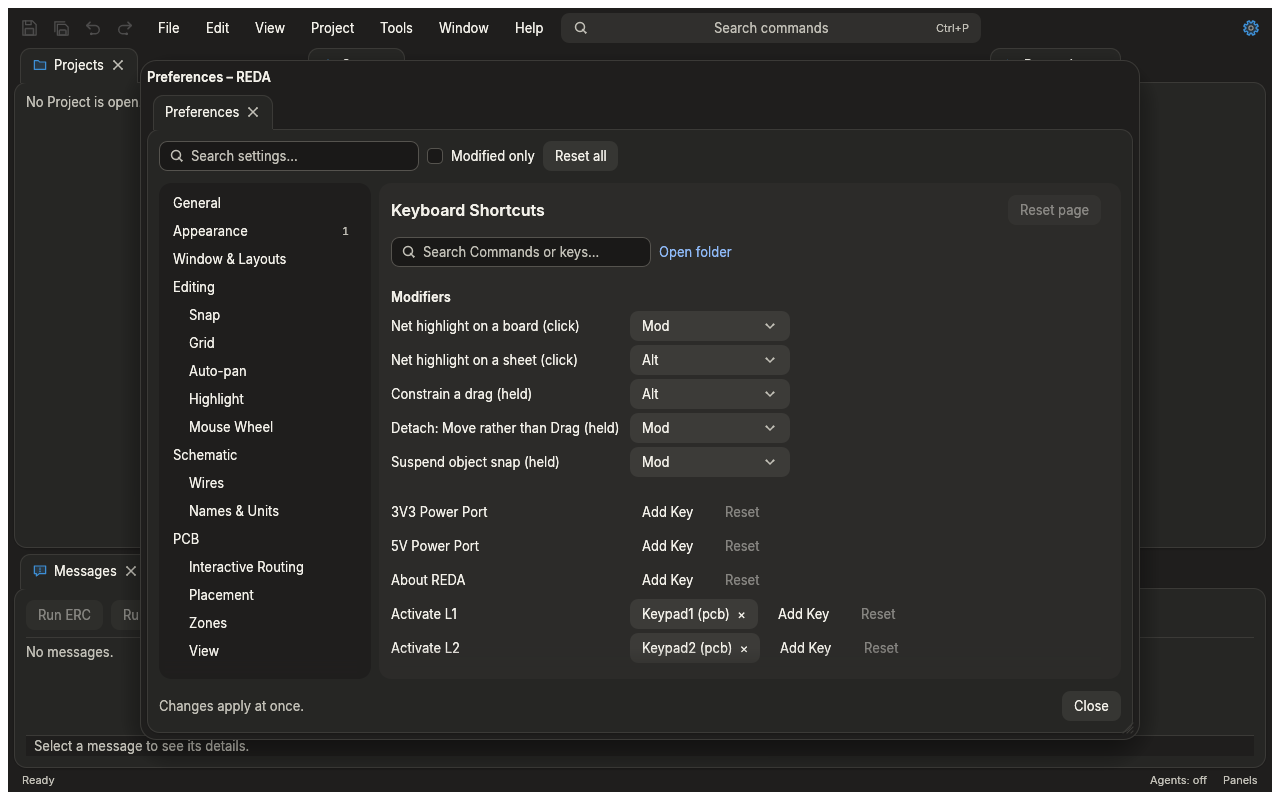 File Edit View Project Tools Window Help Search commands Ctrl+P
Projects
No Project is open
Preferences – REDA
Preferences
Search settings... Modified only Reset all
General
Appearance 1
Window & Layouts
Editing
Snap
Grid
Auto-pan
Highlight
Mouse Wheel
Schematic
Wires
Names & Units
PCB
Interactive Routing
Placement
Zones
View
Keyboard Shortcuts Reset page
Search Commands or keys... Open folder
Modifiers
Net highlight on a board (click) Mod
Net highlight on a sheet (click) Alt
Constrain a drag (held) Alt
Detach: Move rather than Drag (held) Mod
Suspend object snap (held) Mod
3V3 Power Port Add Key Reset
5V Power Port Add Key Reset
About REDA Add Key Reset
Activate L1 Keypad1 (pcb) × Add Key Reset
Activate L2 Keypad2 (pcb) × Add Key Reset
Changes apply at once. Close
Messages
Run ERC Ru
No messages.
Select a message to see its details.
Ready Agents: off Panels